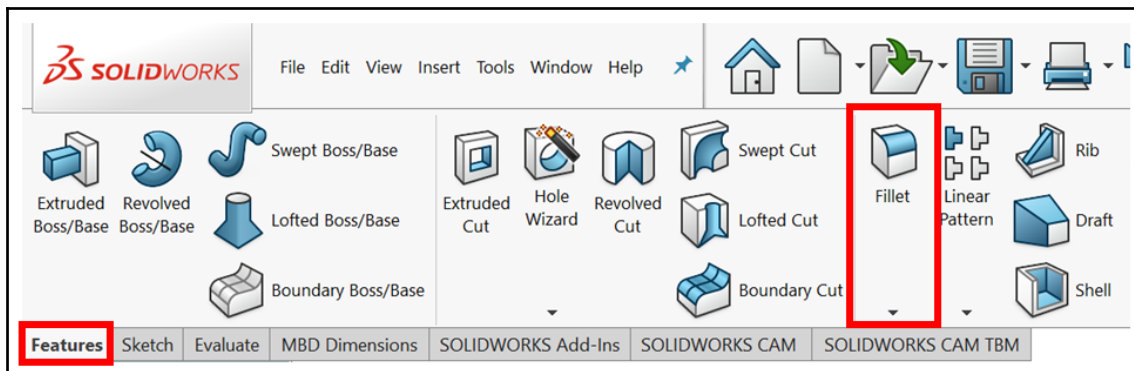 SOLIDWORKS File Edit View Insert Tools Window Help
Extruded Boss/Base
Revolved Boss/Base
Swept Boss/Base
Lofted Boss/Base
Boundary Boss/Base
Extruded Cut
Hole Wizard
Revolved Cut
Swept Cut
Lofted Cut
Boundary Cut
Fillet
Linear Pattern
Rib
Draft
Shell
Features Sketch Evaluate MBD Dimensions SOLIDWORKS Add-Ins SOLIDWORKS CAM SOLIDWORKS CAM TBM